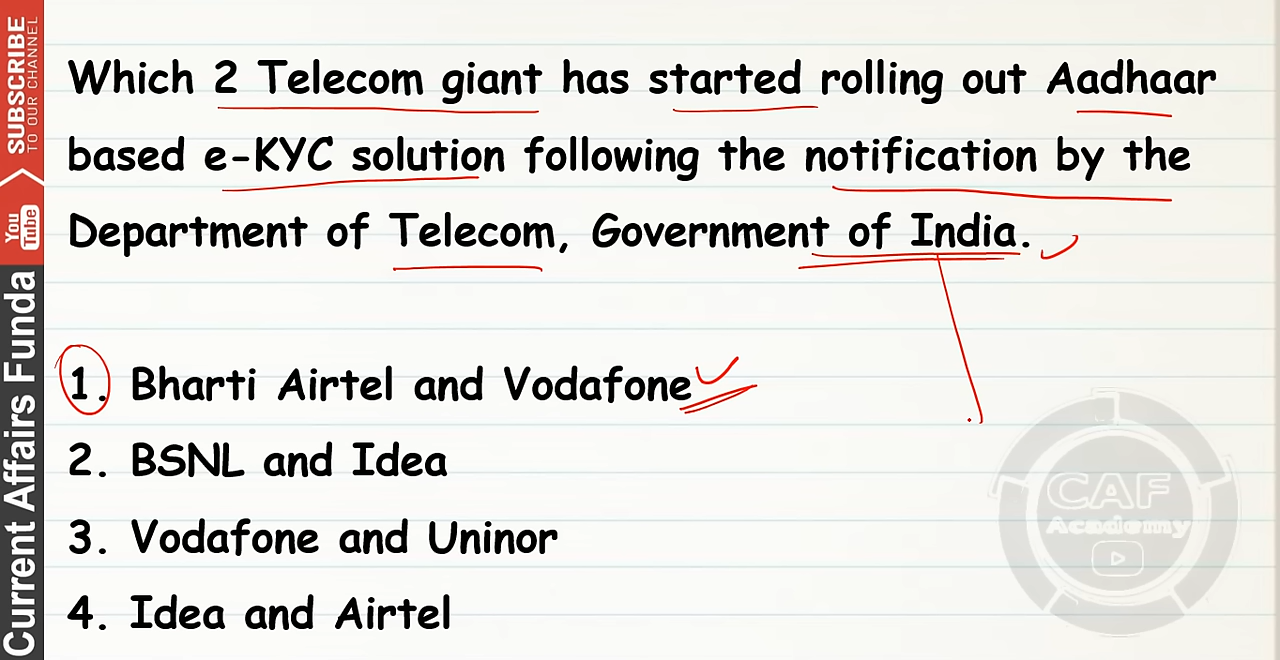 Which 2 Telecom giant has started rolling out Aadhaar
based e-KYC solution following the notification by the
Department of Telecom, Government of India.
1. Bharti Airtel and Vodafone
2. BSNL and Idea
3. Vodafone and Uninor
4. Idea and Airtel
SUBSCRIBE
TO OUR CHANNEL
You
Tube
Current Affairs Funda
CAF
Academy